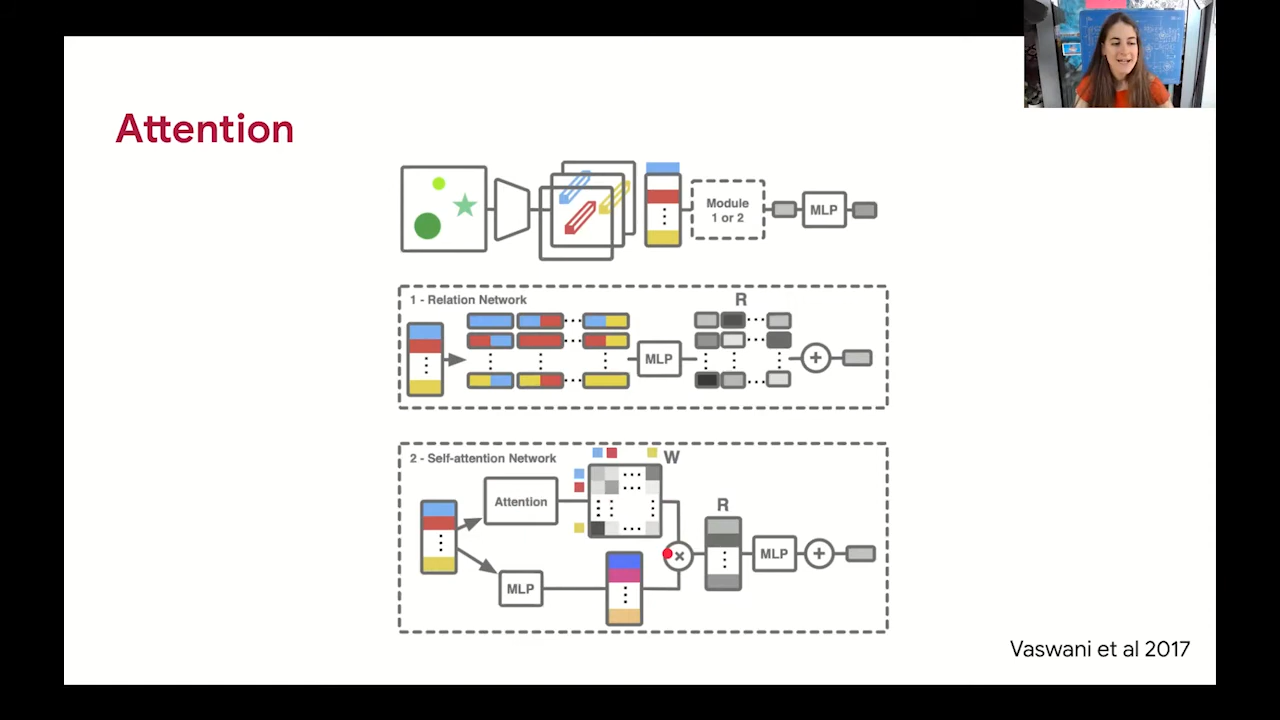 Attention
Module
1 or 2
MLP
1 - Relation Network
R
MLP
2 - Self-attention Network
W
Attention
R
MLP
MLP
Vaswani et al 2017